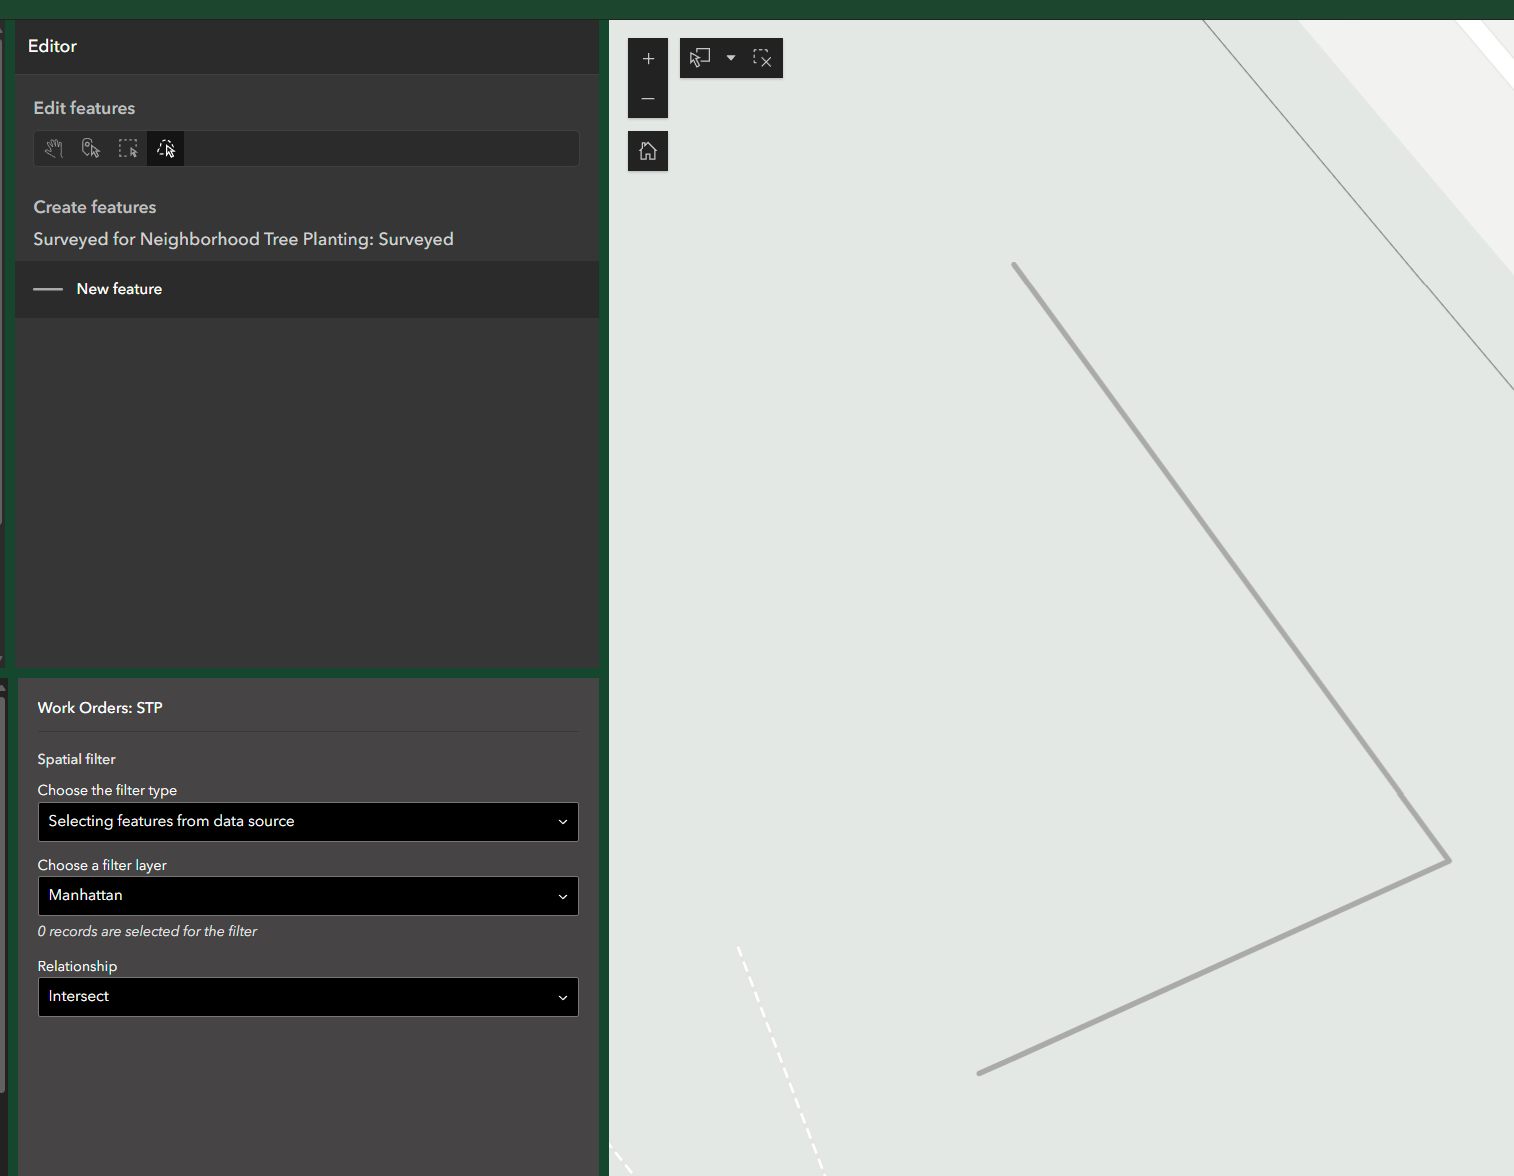 Editor
Edit features
Create features
Surveyed for Neighborhood Tree Planting: Surveyed
New feature
Work Orders: STP
Spatial filter
Choose the filter type
Selecting features from data source
Choose a filter layer
Manhattan
0 records are selected for the filter
Relationship
Intersect